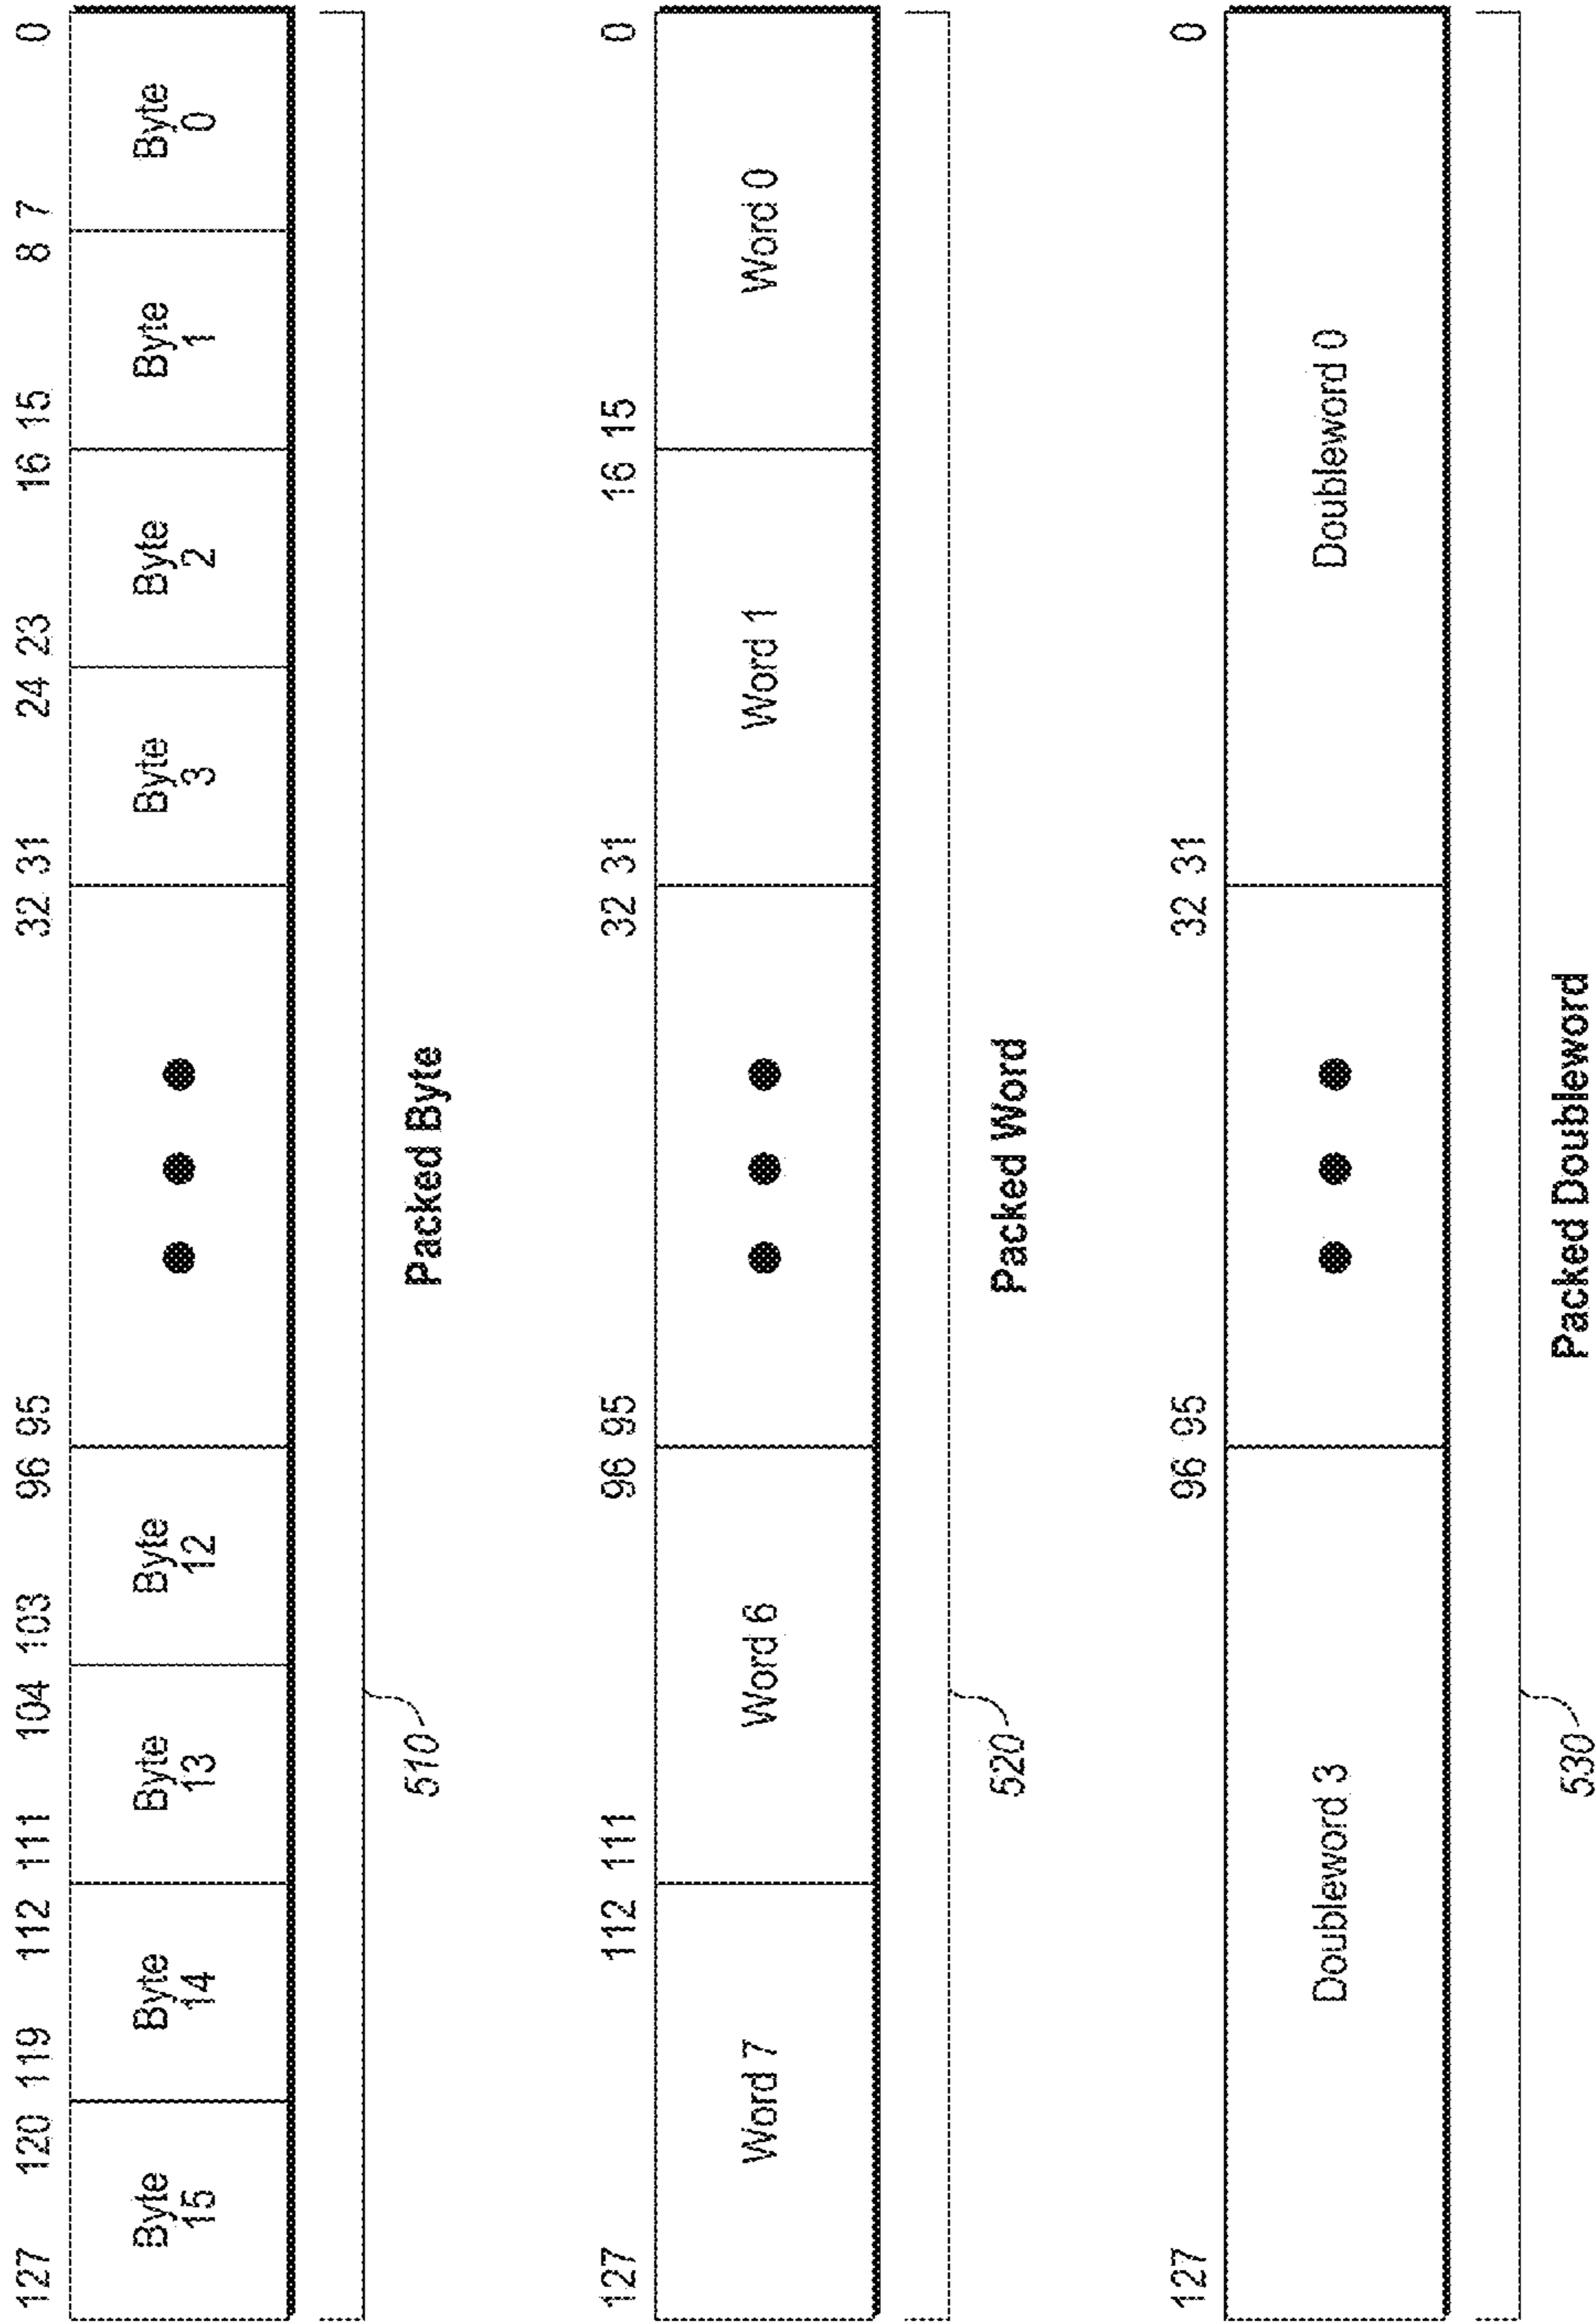 127 120 119 112 111 104 103 96 95 32 31 24 23 16 15 8 7 0
Byte 15 Byte 14 Byte 13 Byte 12 Byte 3 Byte 2 Byte 1 Byte 0
510
Packed Byte
127 112 111 96 95 32 31 16 15 0
Word 7 Word 6 Word 1 Word 0
520
Packed Word
127 96 95 32 31 0
Doubleword 3 Doubleword 0
530
Packed Doubleword